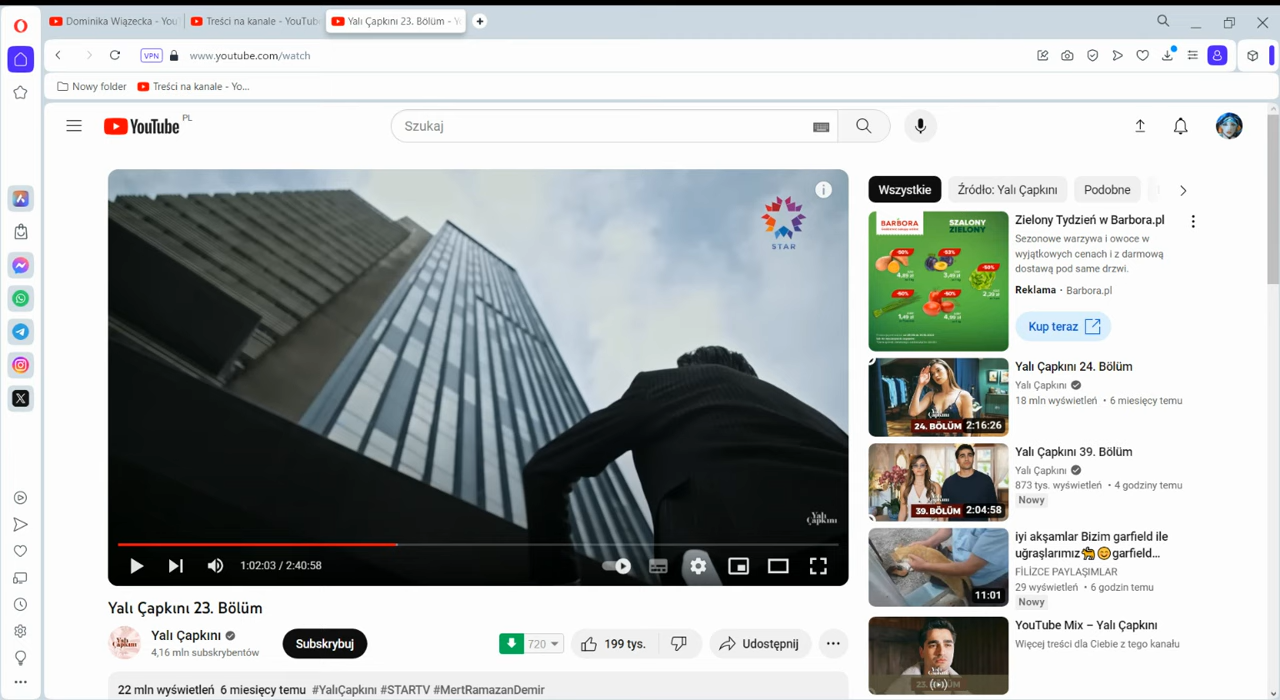 Dominika Wiązecka - You
Treści na kanale - YouTube
Yalı Çapkını 23. Bölüm - Y
VPN
www.youtube.com/watch
Nowy folder
Treści na kanale - Yo...
YouTube PL
Szukaj
STAR
Yalı Çapkını
1:02:03 / 2:40:58
Yalı Çapkını 23. Bölüm
Yalı Çapkını
4,16 mln subskrybentów
Subskrybuj
720
199 tys.
Udostępnij
22 mln wyświetleń 6 miesięcy temu #YalıÇapkını #STARTV #MertRamazanDemir
Wszystkie
Źródło: Yalı Çapkını
Podobne
BARBORA
SZALONY
ZIELONY
Zielony Tydzień w Barbora.pl
Sezonowe warzywa i owoce w
wyjątkowych cenach i z darmową
dostawą pod same drzwi.
Reklama · Barbora.pl
Kup teraz
24. BÖLÜM
2:16:26
Yalı Çapkını 24. Bölüm
Yalı Çapkını
18 mln wyświetleń • 6 miesięcy temu
39. BÖLÜM
2:04:58
Yalı Çapkını 39. Bölüm
Yalı Çapkını
873 tys. wyświetleń • 4 godziny temu
Nowy
11:01
iyi akşamlar Bizim garfield ile
uğraşlarımız🐈😊garfield...
FİLİZCE PAYLAŞIMLAR
29 wyświetleń • 6 godzin temu
Nowy
YouTube Mix – Yalı Çapkını
Więcej treści dla Ciebie z tego kanału